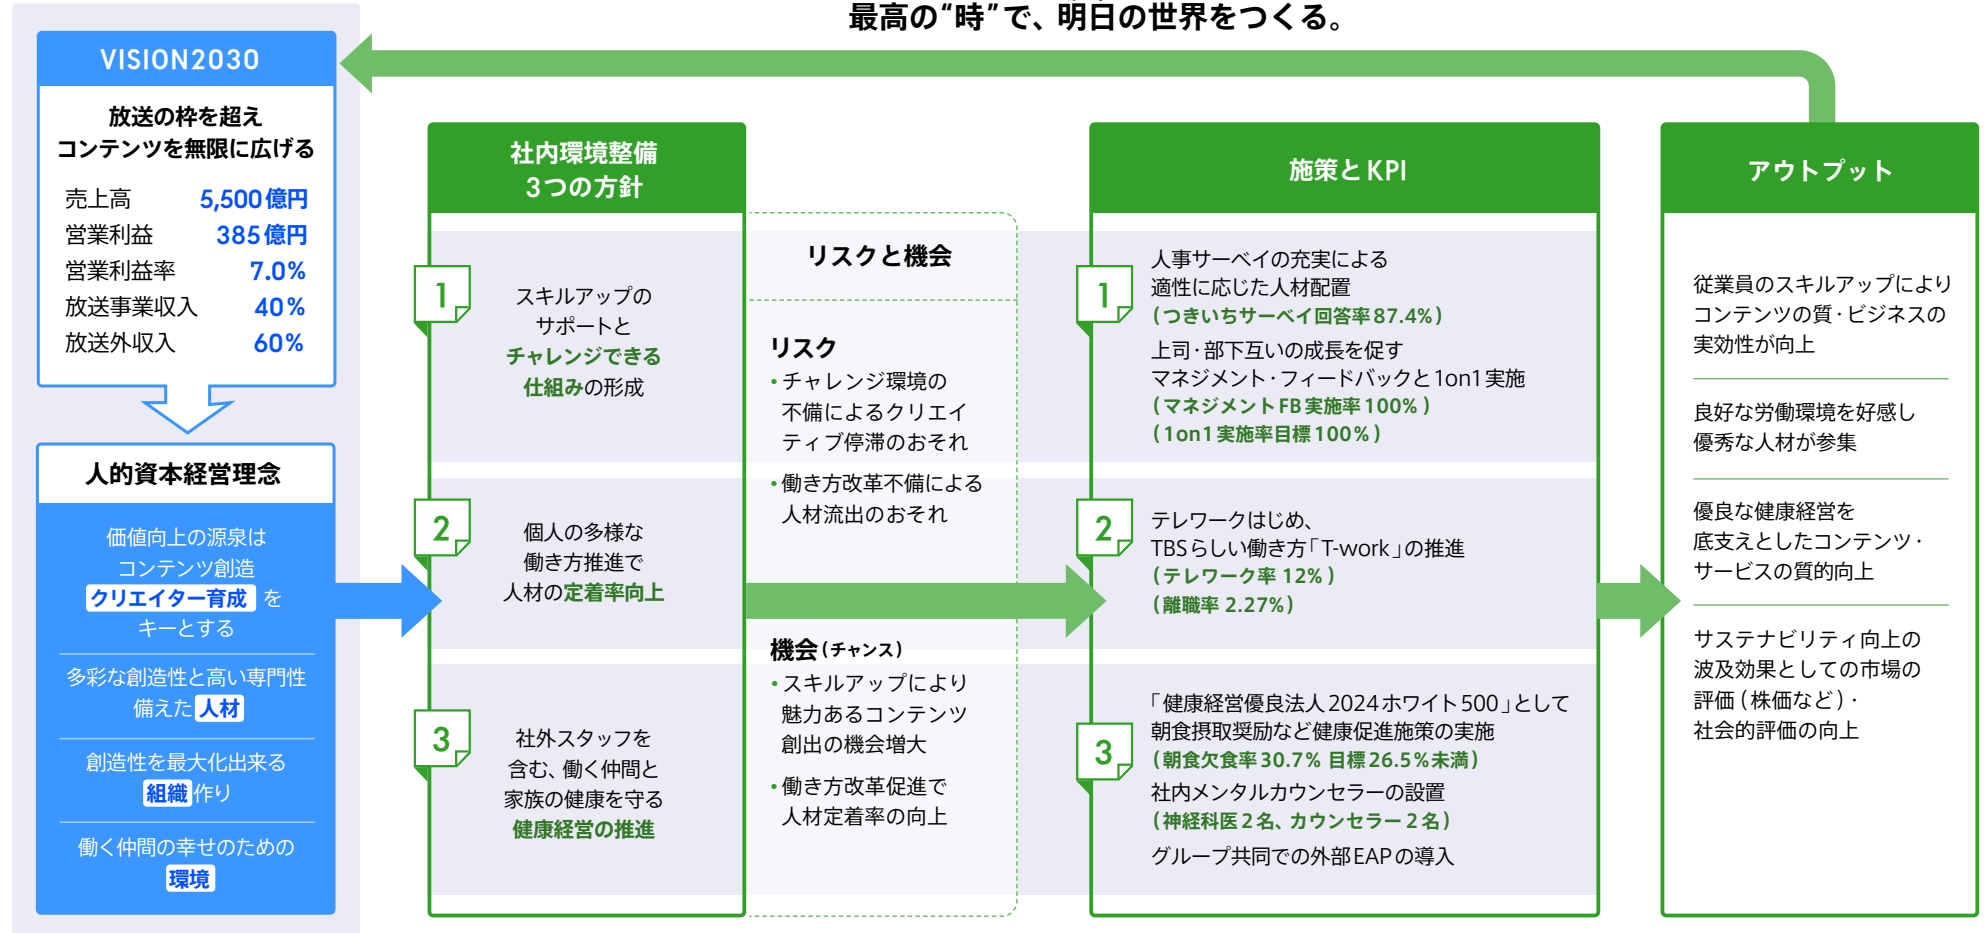 最高の“時”で、明日の世界をつくる。
VISION2030
放送の枠を超え
コンテンツを無限に広げる
売上高 5,500億円
営業利益 385億円
営業利益率 7.0%
放送事業収入 40%
放送外収入 60%
人的資本経営理念
価値向上の源泉は
コンテンツ創造
クリエイター育成 を
キーとする
多彩な創造性と高い専門性
備えた 人材
創造性を最大化出来る
組織 作り
働く仲間の幸せのための
環境
社内環境整備
3つの方針
1
スキルアップの
サポートと
チャレンジできる
仕組みの形成
2
個人の多様な
働き方推進で
人材の定着率向上
3
社外スタッフを
含む、働く仲間と
家族の健康を守る
健康経営の推進
リスクと機会
リスク
・チャレンジ環境の
不備によるクリエイ
ティブ停滞のおそれ
・働き方改革不備による
人材流出のおそれ
機会(チャンス)
・スキルアップにより
魅力あるコンテンツ
創出の機会増大
・働き方改革促進で
人材定着率の向上
施策とKPI
1
人事サーベイの充実による
適性に応じた人材配置
(つきいちサーベイ回答率87.4%)
上司・部下互いの成長を促す
マネジメント・フィードバックと1on1実施
(マネジメントFB実施率100%)
(1on1実施率目標100%)
2
テレワークはじめ、
TBSらしい働き方「T-work」の推進
(テレワーク率 12%)
(離職率 2.27%)
3
「健康経営優良法人2024ホワイト500」として
朝食摂取奨励など健康促進施策の実施
(朝食欠食率30.7% 目標26.5%未満)
社内メンタルカウンセラーの設置
(神経科医2名、カウンセラー2名)
グループ共同での外部EAPの導入
アウトプット
従業員のスキルアップにより
コンテンツの質・ビジネスの
実効性が向上
良好な労働環境を好感し
優秀な人材が参集
優良な健康経営を
底支えとしたコンテンツ・
サービスの質的向上
サステナビリティ向上の
波及効果としての市場の
評価(株価など)・
社会的評価の向上